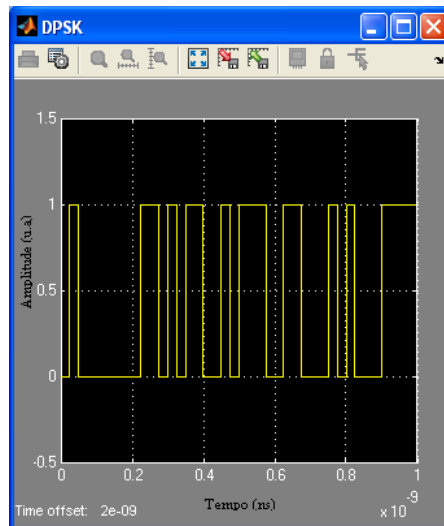 DPSK
1.5
1
0.5
0
-0.5
Amplitude (u.a)
0 0.2 0.4 0.6 0.8 1
x 10^-9
Tempo (ns)
Time offset: 2e-09